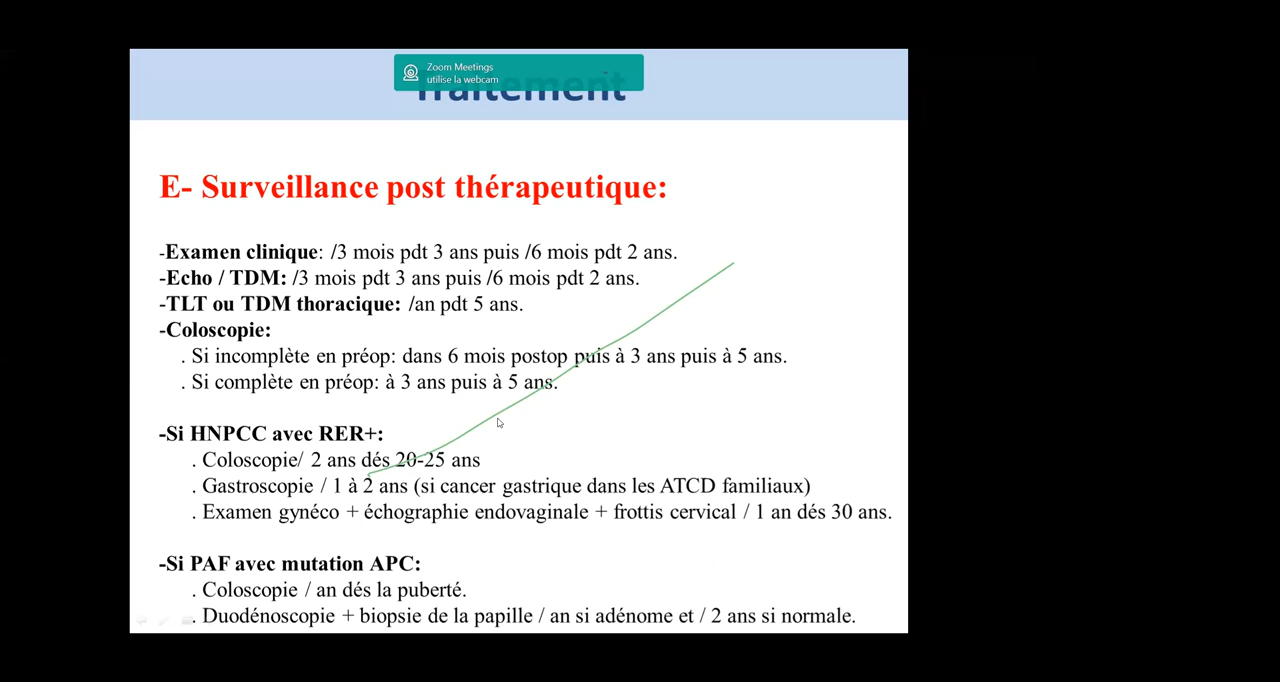 Zoom Meetings
utilise la webcam
Traitement
E- Surveillance post thérapeutique:
-Examen clinique: /3 mois pdt 3 ans puis /6 mois pdt 2 ans.
-Echo / TDM: /3 mois pdt 3 ans puis /6 mois pdt 2 ans.
-TLT ou TDM thoracique: /an pdt 5 ans.
-Coloscopie:
. Si incomplète en préop: dans 6 mois postop puis à 3 ans puis à 5 ans.
. Si complète en préop: à 3 ans puis à 5 ans.
-Si HNPCC avec RER+:
. Coloscopie/ 2 ans dés 20-25 ans
. Gastroscopie / 1 à 2 ans (si cancer gastrique dans les ATCD familiaux)
. Examen gynéco + échographie endovaginale + frottis cervical / 1 an dés 30 ans.
-Si PAF avec mutation APC:
. Coloscopie / an dés la puberté.
. Duodénoscopie + biopsie de la papille / an si adénome et / 2 ans si normale.